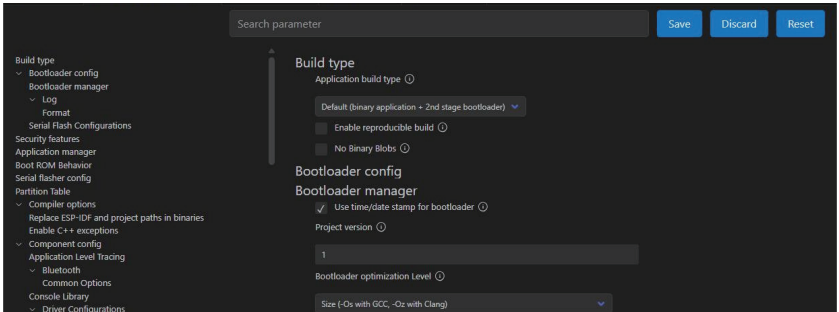 Search parameter
Save
Discard
Reset
Build type
Bootloader config
Bootloader manager
Log
Format
Serial Flash Configurations
Security features
Application manager
Boot ROM Behavior
Serial flasher config
Partition Table
Compiler options
Replace ESP-IDF and project paths in binaries
Enable C++ exceptions
Component config
Application Level Tracing
Bluetooth
Common Options
Console Library
Driver Configurations
Build type
Application build type
Default (binary application + 2nd stage bootloader)
Enable reproducible build
No Binary Blobs
Bootloader config
Bootloader manager
Use time/date stamp for bootloader
Project version
1
Bootloader optimization Level
Size (-Os with GCC, -Oz with Clang)